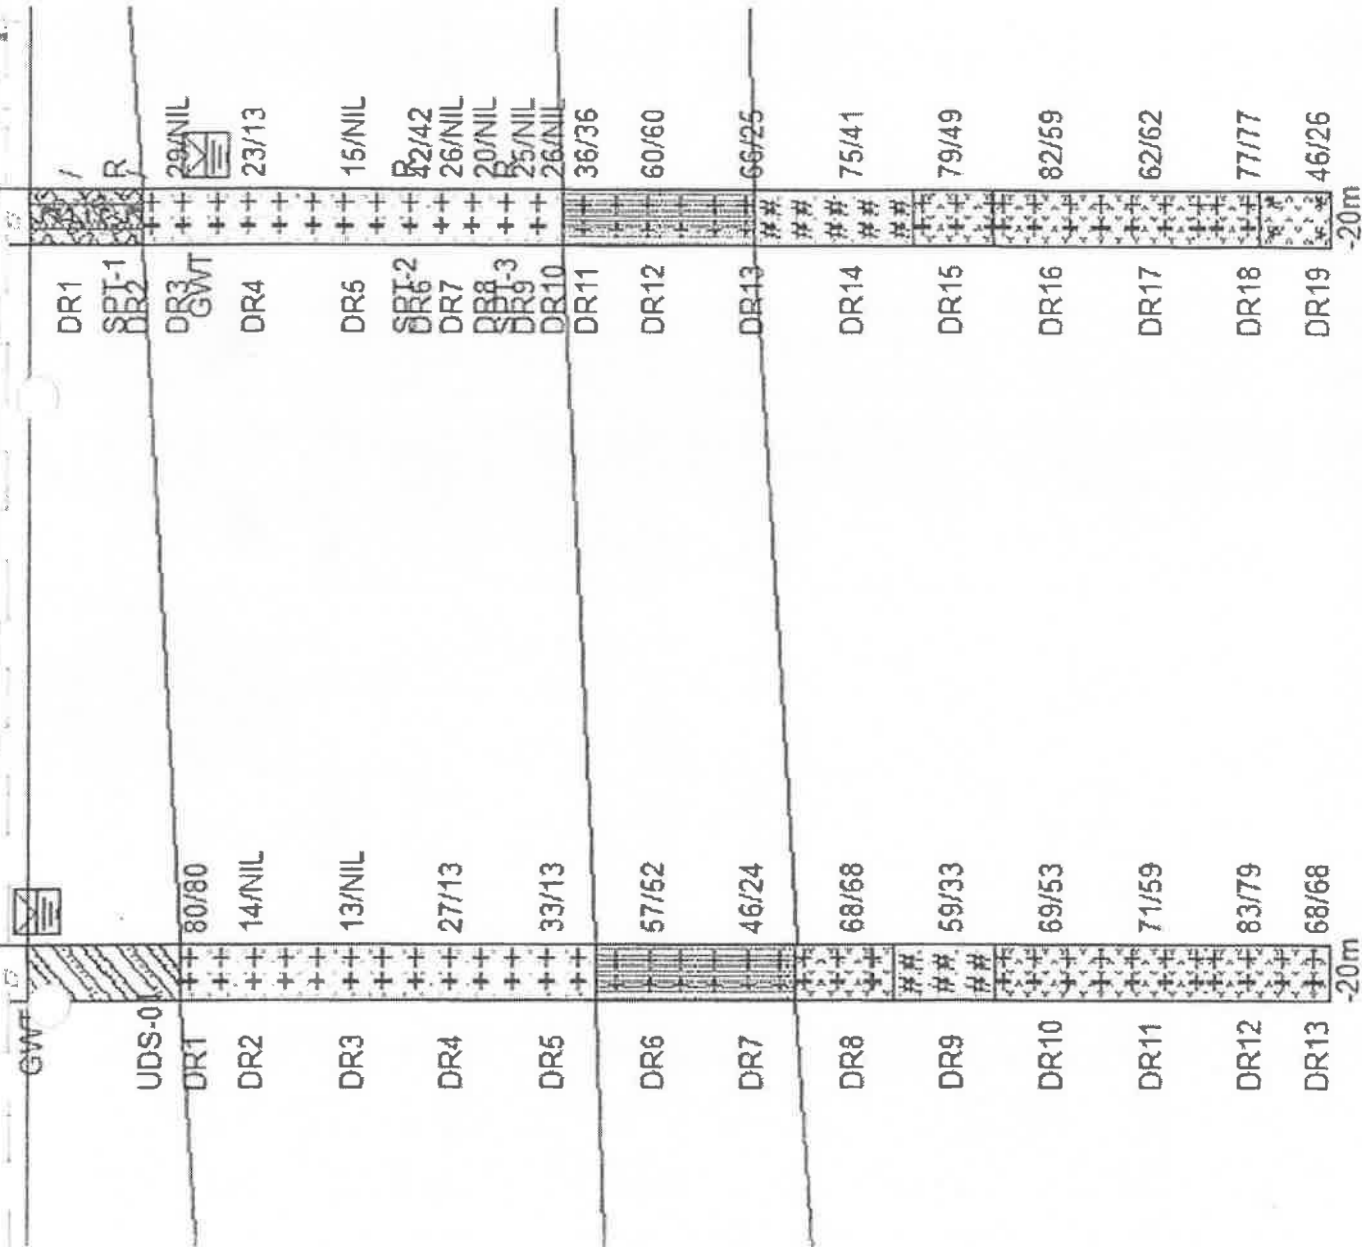 DR1
SPT-1
DR2
DR3
GWT
DR4
DR5
SPT-2
DR6
DR7
DR8
SPT-3
DR9
DR10
DR11
DR12
DR13
DR14
DR15
DR16
DR17
DR18
DR19
/
R
29/NIL
23/13
15/NIL
R
42/42
26/NIL
20/NIL
R
25/NIL
26/NIL
36/36
60/60
66/25
75/41
79/49
82/59
62/62
77/77
46/26
-20m
GWT
UDS-01
DR1
DR2
DR3
DR4
DR5
DR6
DR7
DR8
DR9
DR10
DR11
DR12
DR13
80/80
14/NIL
13/NIL
27/13
33/13
57/52
46/24
68/68
59/33
69/53
71/59
83/79
68/68
-20m